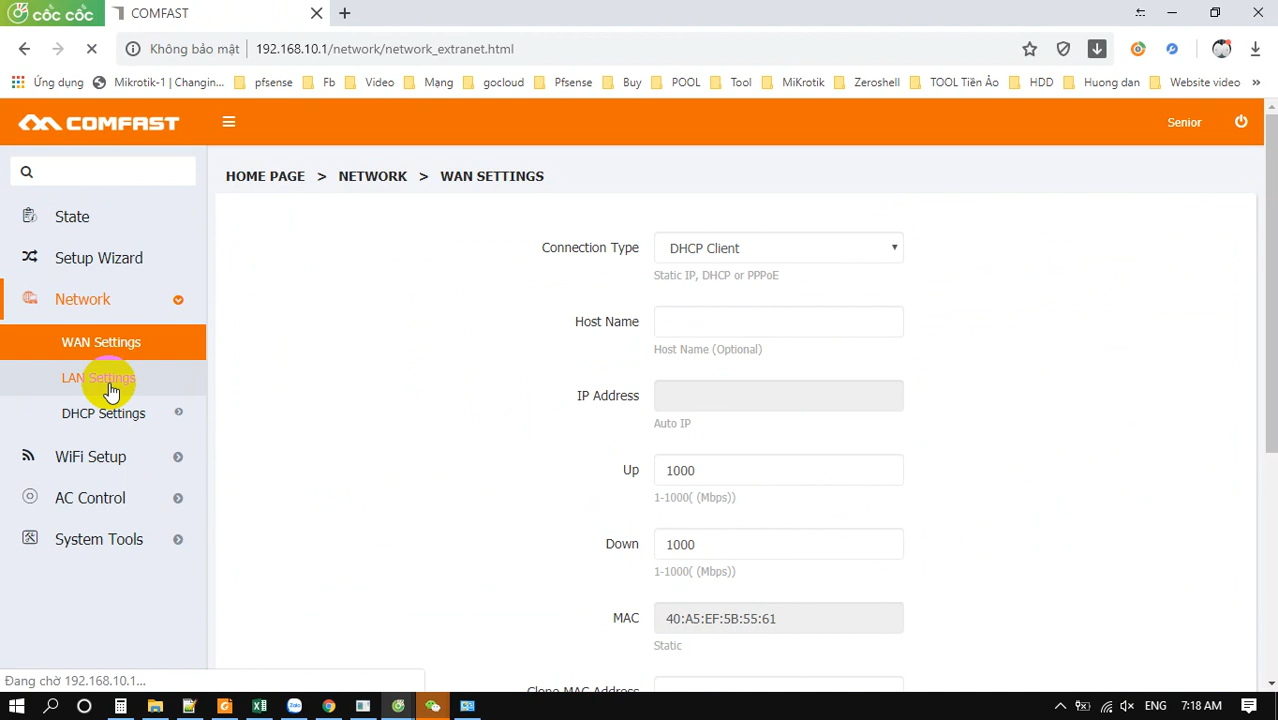 cốc cốc
COMFAST
Không bảo mật
192.168.10.1/network/network_extranet.html
Ứng dụng
Mikrotik-1 | Changin...
pfsense
Fb
Video
Mạng
gocloud
Pfsense
Buy
POOL
Tool
MiKrotik
Zeroshell
TOOL Tiền Ảo
HDD
Huong dan
Website video
»
COMFAST
Senior
HOME PAGE > NETWORK > WAN SETTINGS
State
Setup Wizard
Network
WAN Settings
LAN Settings
DHCP Settings
WiFi Setup
AC Control
System Tools
Connection Type
DHCP Client
Static IP, DHCP or PPPoE
Host Name
Host Name (Optional)
IP Address
Auto IP
Up
1000
1-1000( (Mbps))
Down
1000
1-1000( (Mbps))
MAC
40:A5:EF:5B:55:61
Static
Clone MAC Address
Đang chờ 192.168.10.1...
ENG
7:18 AM